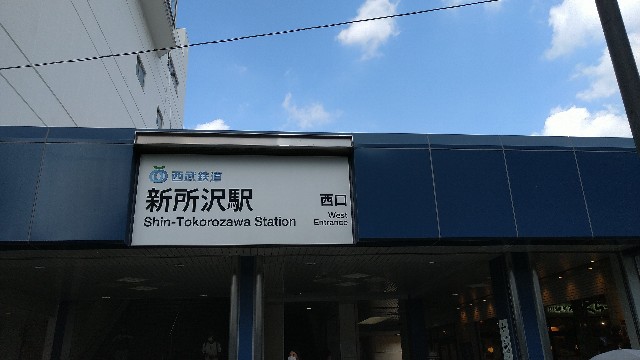 西武鉄道
新所沢駅
西口
Shin-Tokorozawa Station
West
Entrance